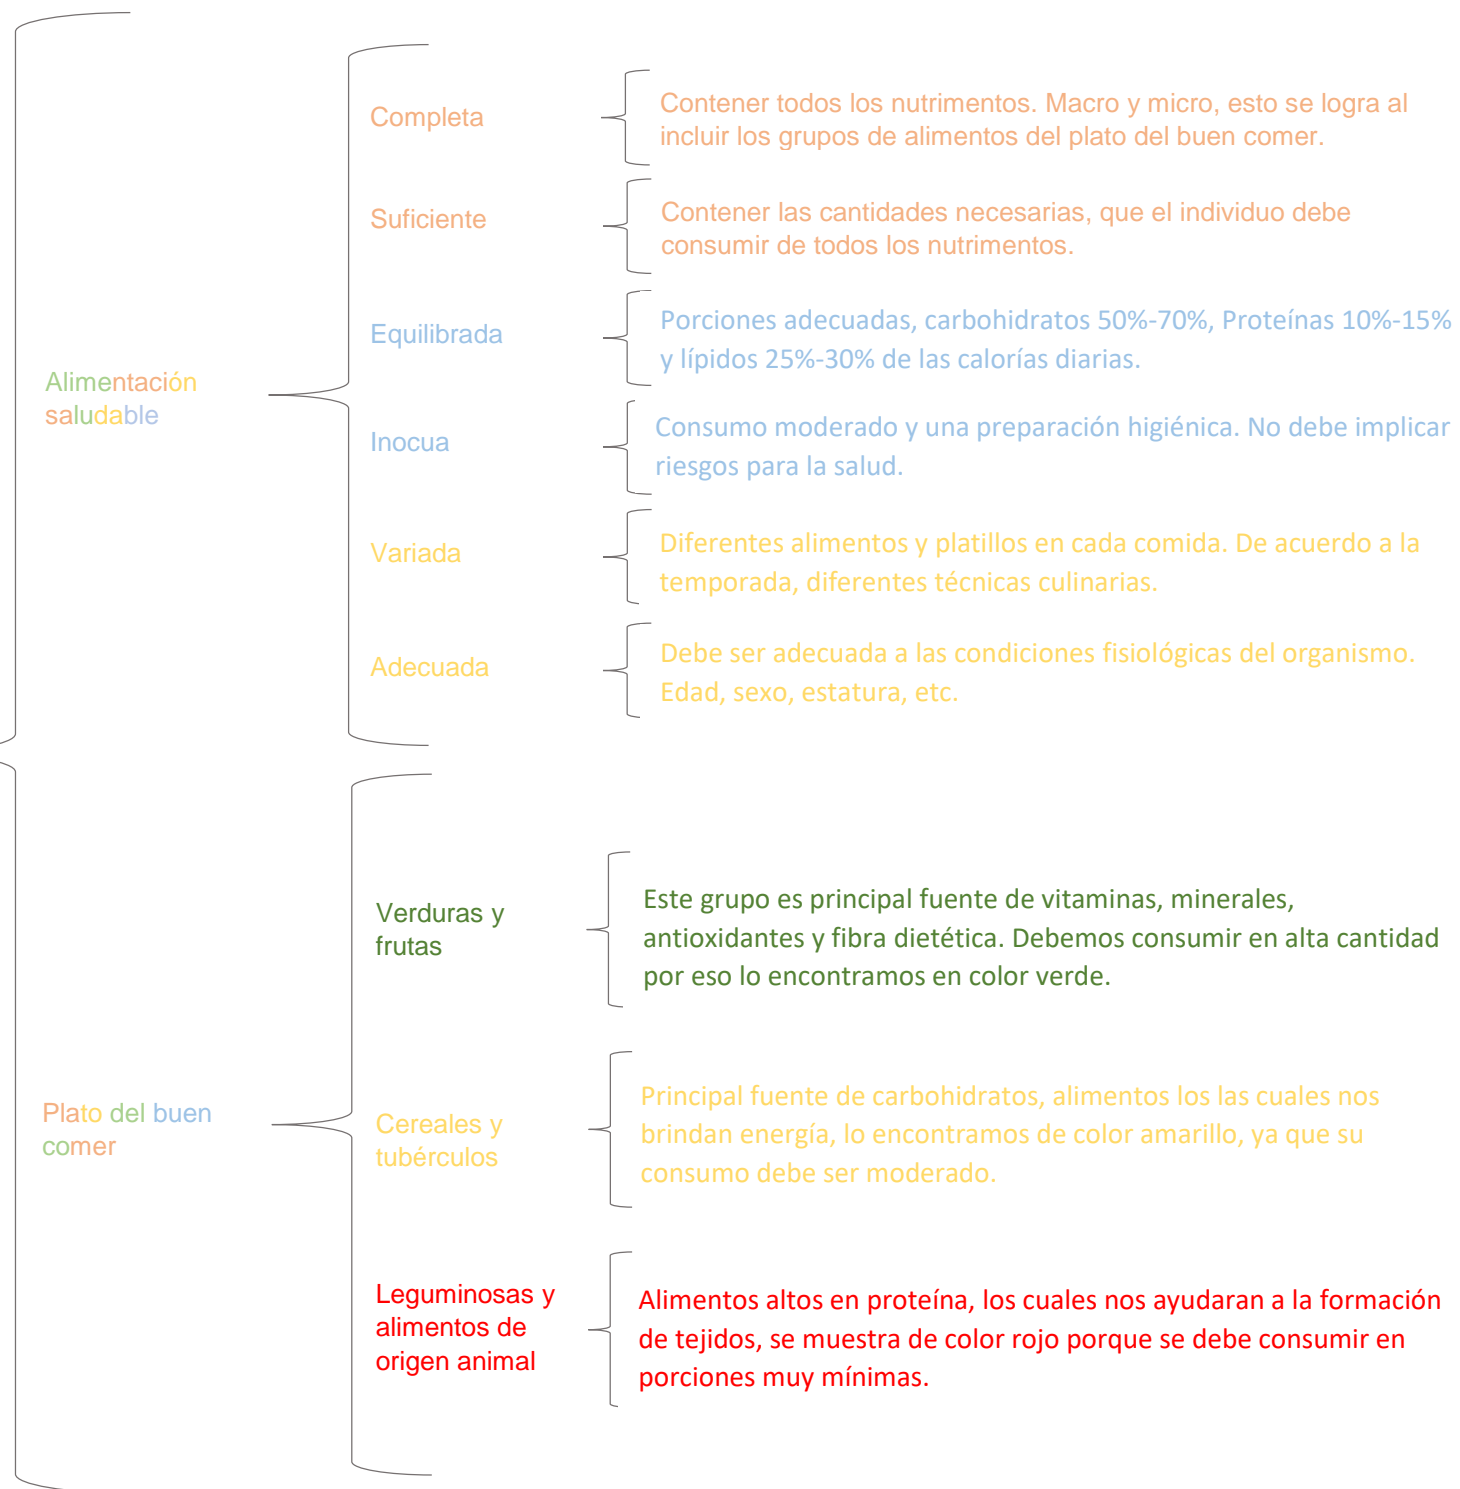 Alimentación
saludable
Completa
Contener todos los nutrimentos. Macro y micro, esto se logra al
incluir los grupos de alimentos del plato del buen comer.
Suficiente
Contener las cantidades necesarias, que el individuo debe
consumir de todos los nutrimentos.
Equilibrada
Porciones adecuadas, carbohidratos 50%-70%, Proteínas 10%-15%
y lípidos 25%-30% de las calorías diarias.
Inocua
Consumo moderado y una preparación higiénica. No debe implicar
riesgos para la salud.
Variada
Diferentes alimentos y platillos en cada comida. De acuerdo a la
temporada, diferentes técnicas culinarias.
Adecuada
Debe ser adecuada a las condiciones fisiológicas del organismo.
Edad, sexo, estatura, etc.
Plato del buen
comer
Verduras y
frutas
Este grupo es principal fuente de vitaminas, minerales,
antioxidantes y fibra dietética. Debemos consumir en alta cantidad
por eso lo encontramos en color verde.
Cereales y
tubérculos
Principal fuente de carbohidratos, alimentos los las cuales nos
brindan energía, lo encontramos de color amarillo, ya que su
consumo debe ser moderado.
Leguminosas y
alimentos de
origen animal
Alimentos altos en proteína, los cuales nos ayudaran a la formación
de tejidos, se muestra de color rojo porque se debe consumir en
porciones muy mínimas.